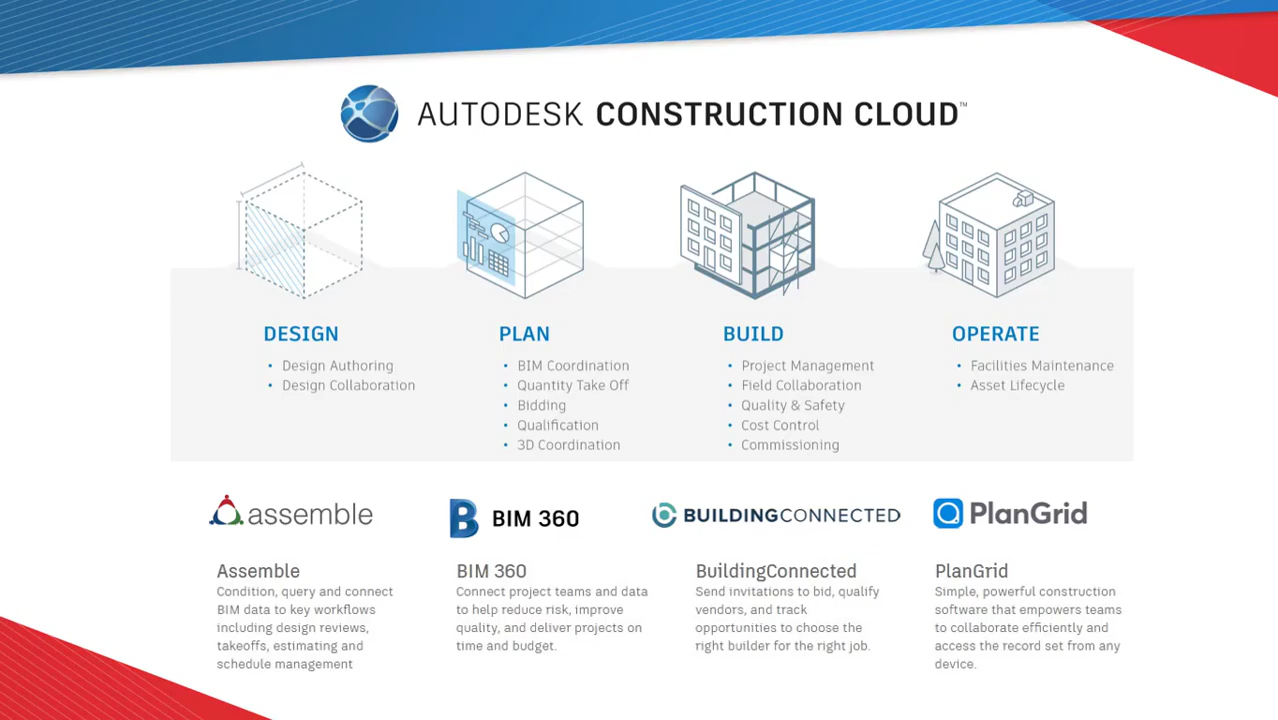 AUTODESK CONSTRUCTION CLOUD™
DESIGN
• Design Authoring
• Design Collaboration
PLAN
• BIM Coordination
• Quantity Take Off
• Bidding
• Qualification
• 3D Coordination
BUILD
• Project Management
• Field Collaboration
• Quality & Safety
• Cost Control
• Commissioning
OPERATE
• Facilities Maintenance
• Asset Lifecycle
assemble
Assemble
Condition, query and connect
BIM data to key workflows
including design reviews,
takeoffs, estimating and
schedule management
BIM 360
BIM 360
Connect project teams and data
to help reduce risk, improve
quality, and deliver projects on
time and budget.
BUILDINGCONNECTED
BuildingConnected
Send invitations to bid, qualify
vendors, and track
opportunities to choose the
right builder for the right job.
PlanGrid
PlanGrid
Simple, powerful construction
software that empowers teams
to collaborate efficiently and
access the record set from any
device.